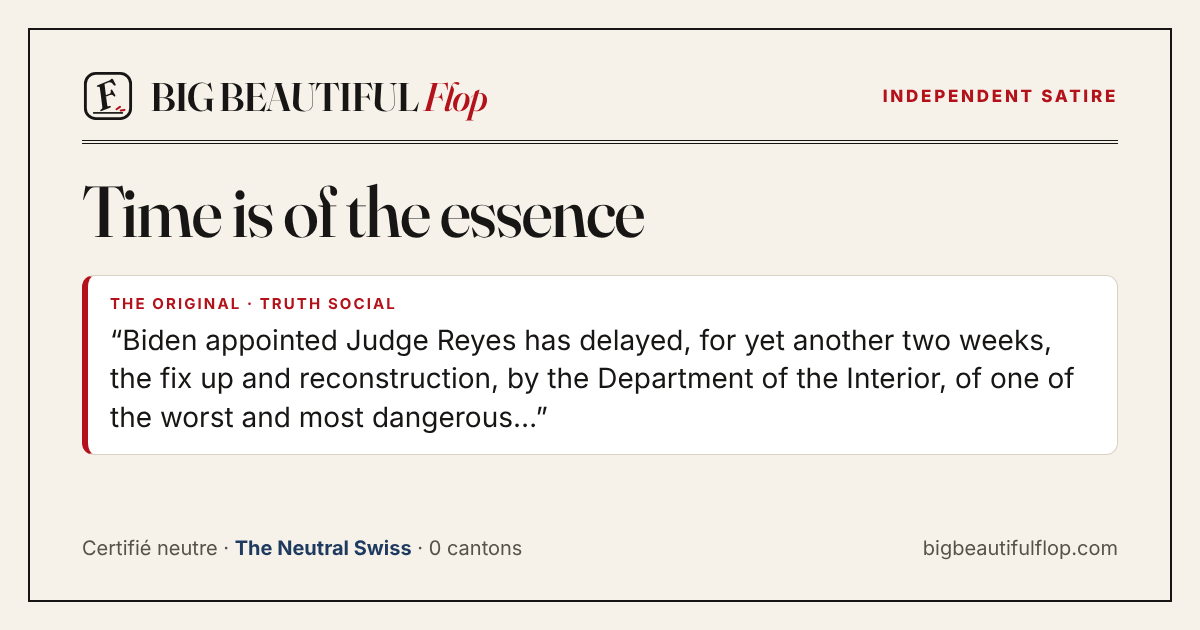 F
BIG BEAUTIFUL Flop
INDEPENDENT SATIRE
Time is of the essence
THE ORIGINAL · TRUTH SOCIAL
“Biden appointed Judge Reyes has delayed, for yet another two weeks,
the fix up and reconstruction, by the Department of the Interior, of one of
the worst and most dangerous…”
Certifié neutre · The Neutral Swiss · 0 cantons
bigbeautifulflop.com